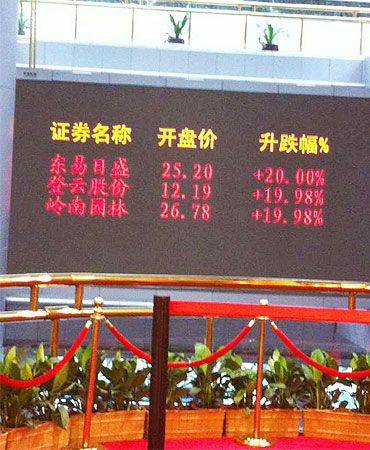 证券名称 开盘价 升跌幅%
东易日盛 25.20 +20.00%
登云股份 12.19 +19.98%
岭南园林 26.78 +19.98%